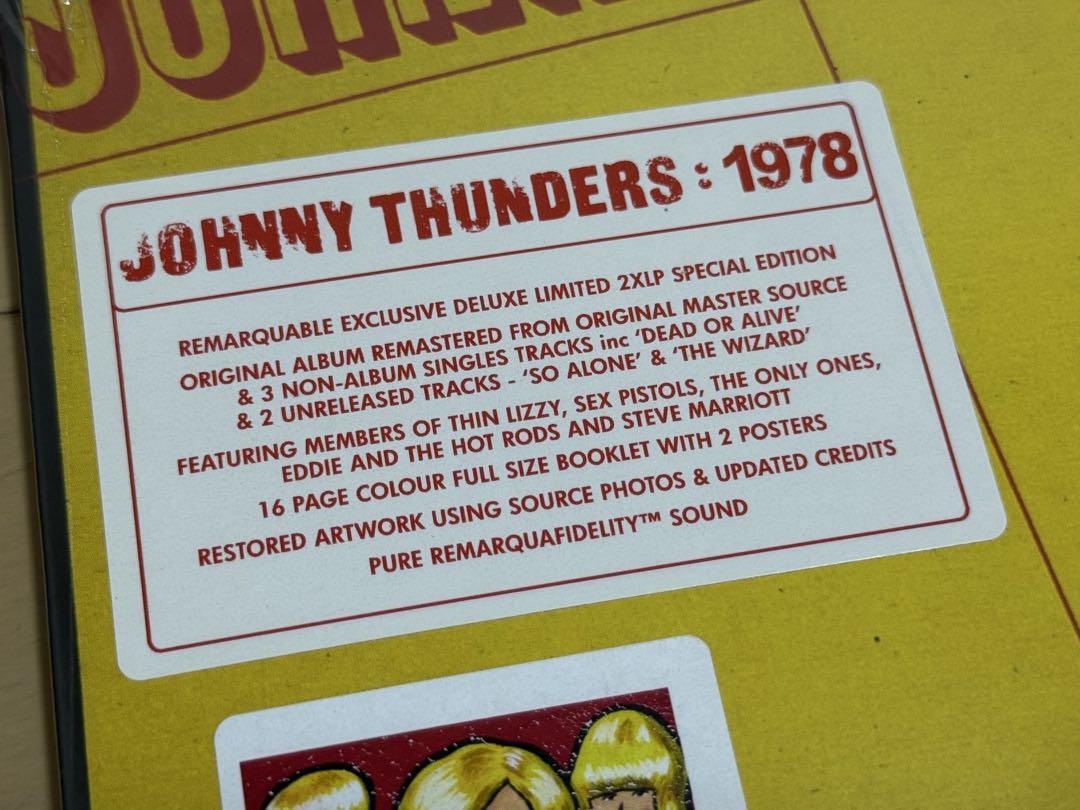 JOHNNY THUNDERS : 1978
REMARQUABLE EXCLUSIVE DELUXE LIMITED 2XLP SPECIAL EDITION
ORIGINAL ALBUM REMASTERED FROM ORIGINAL MASTER SOURCE
& 3 NON-ALBUM SINGLES TRACKS inc 'DEAD OR ALIVE'
& 2 UNRELEASED TRACKS - 'SO ALONE' & 'THE WIZARD'
FEATURING MEMBERS OF THIN LIZZY, SEX PISTOLS, THE ONLY ONES,
EDDIE AND THE HOT RODS AND STEVE MARRIOTT
16 PAGE COLOUR FULL SIZE BOOKLET WITH 2 POSTERS
RESTORED ARTWORK USING SOURCE PHOTOS & UPDATED CREDITS
PURE REMARQUAFIDELITY™ SOUND